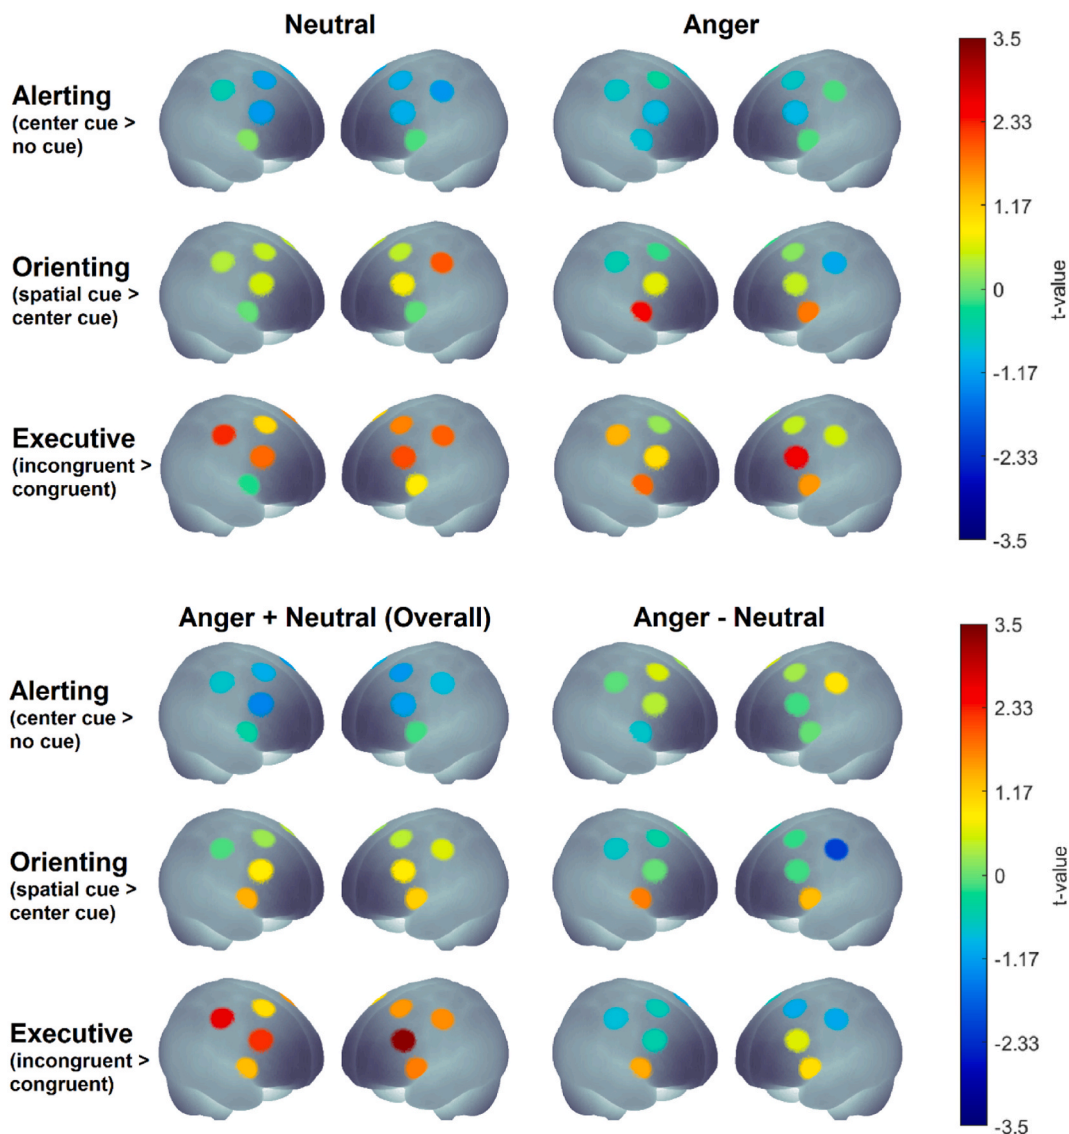 Neutral
Anger
Alerting
(center cue >
no cue)
Orienting
(spatial cue >
center cue)
Executive
(incongruent >
congruent)
3.5
2.33
1.17
0
-1.17
-2.33
-3.5
t-value
Anger + Neutral (Overall)
Anger - Neutral
Alerting
(center cue >
no cue)
Orienting
(spatial cue >
center cue)
Executive
(incongruent >
congruent)
3.5
2.33
1.17
0
-1.17
-2.33
-3.5
t-value